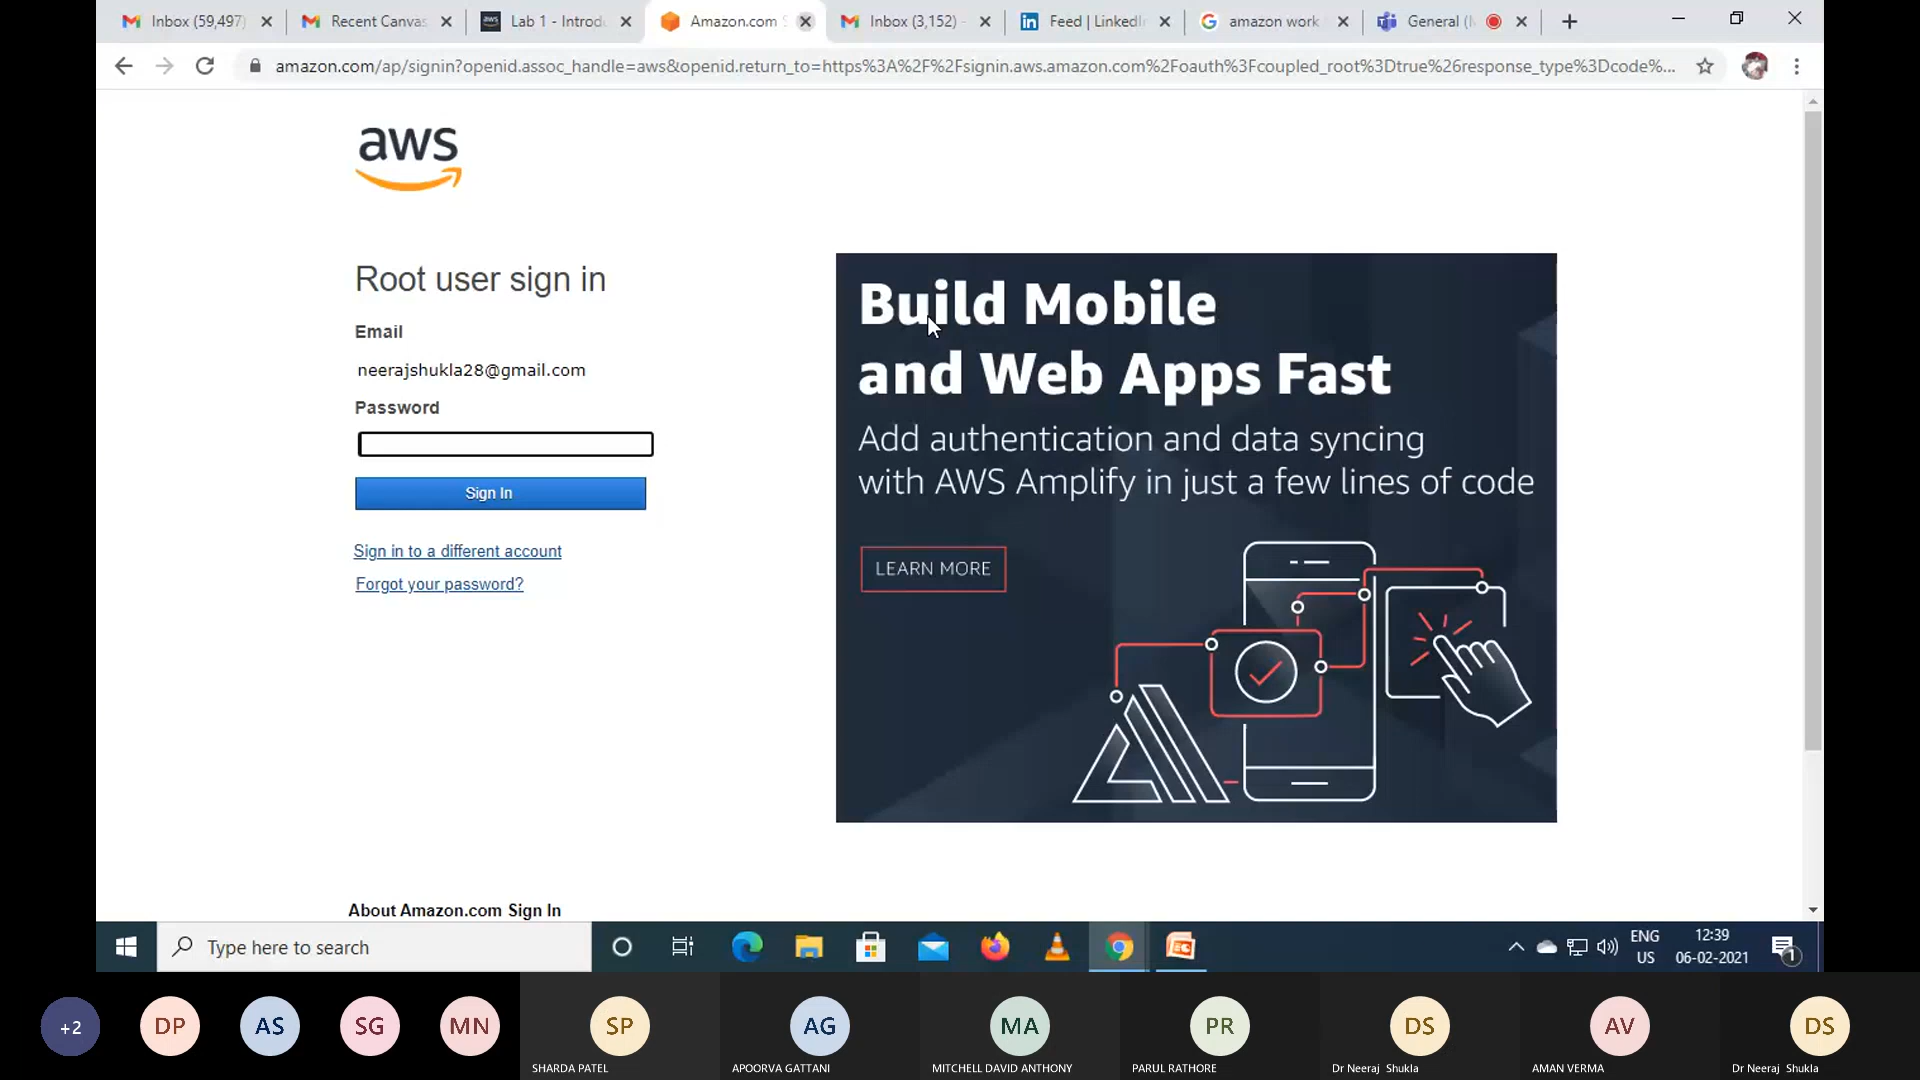 Inbox (59,497)
Recent Canvas
aws
Lab 1 - Introd
Amazon.com S
Inbox (3,152) -
in
Feed | LinkedIn
amazon work
General (
amazon.com/ap/signin?openid.assoc_handle=aws&openid.return_to=https%3A%2F%2Fsignin.aws.amazon.com%2Foauth%3Fcoupled_root%3Dtrue%26response_type%3Dcode%...
aws
Root user sign in
Email
neerajshukla28@gmail.com
Password
Sign In
Sign in to a different account
Forgot your password?
Build Mobile
and Web Apps Fast
Add authentication and data syncing
with AWS Amplify in just a few lines of code
LEARN MORE
About Amazon.com Sign In
Type here to search
ENG
US
12:39
06-02-2021
1
+2
DP
AS
SG
MN
SP
AG
MA
PR
DS
AV
DS
SHARDA PATEL
APOORVA GATTANI
MITCHELL DAVID ANTHONY
PARUL RATHORE
Dr Neeraj Shukla
AMAN VERMA
Dr Neeraj Shukla